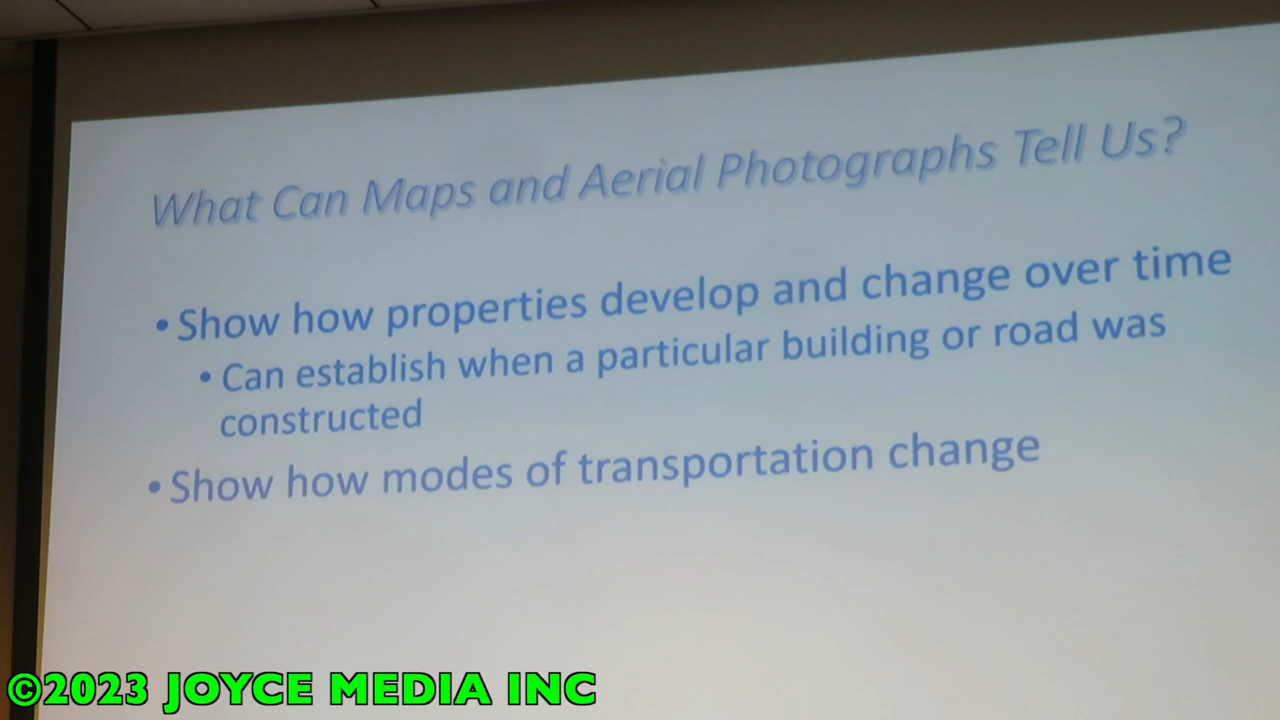 What Can Maps and Aerial Photographs Tell Us?
• Show how properties develop and change over time
• Can establish when a particular building or road was
constructed
• Show how modes of transportation change
©2023 JOYCE MEDIA INC